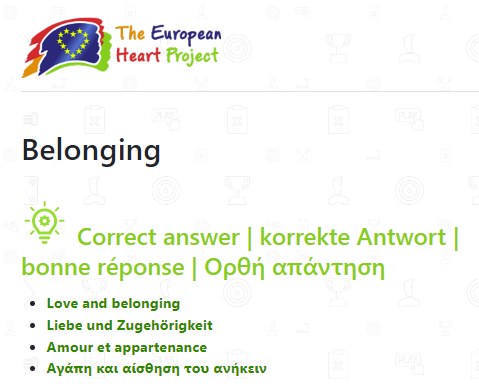 The European
Heart Project
Belonging
Correct answer | korrekte Antwort |
bonne réponse | Ορθή απάντηση
Love and belonging
Liebe und Zugehörigkeit
Amour et appartenance
Αγάπη και αίσθηση του ανήκειν